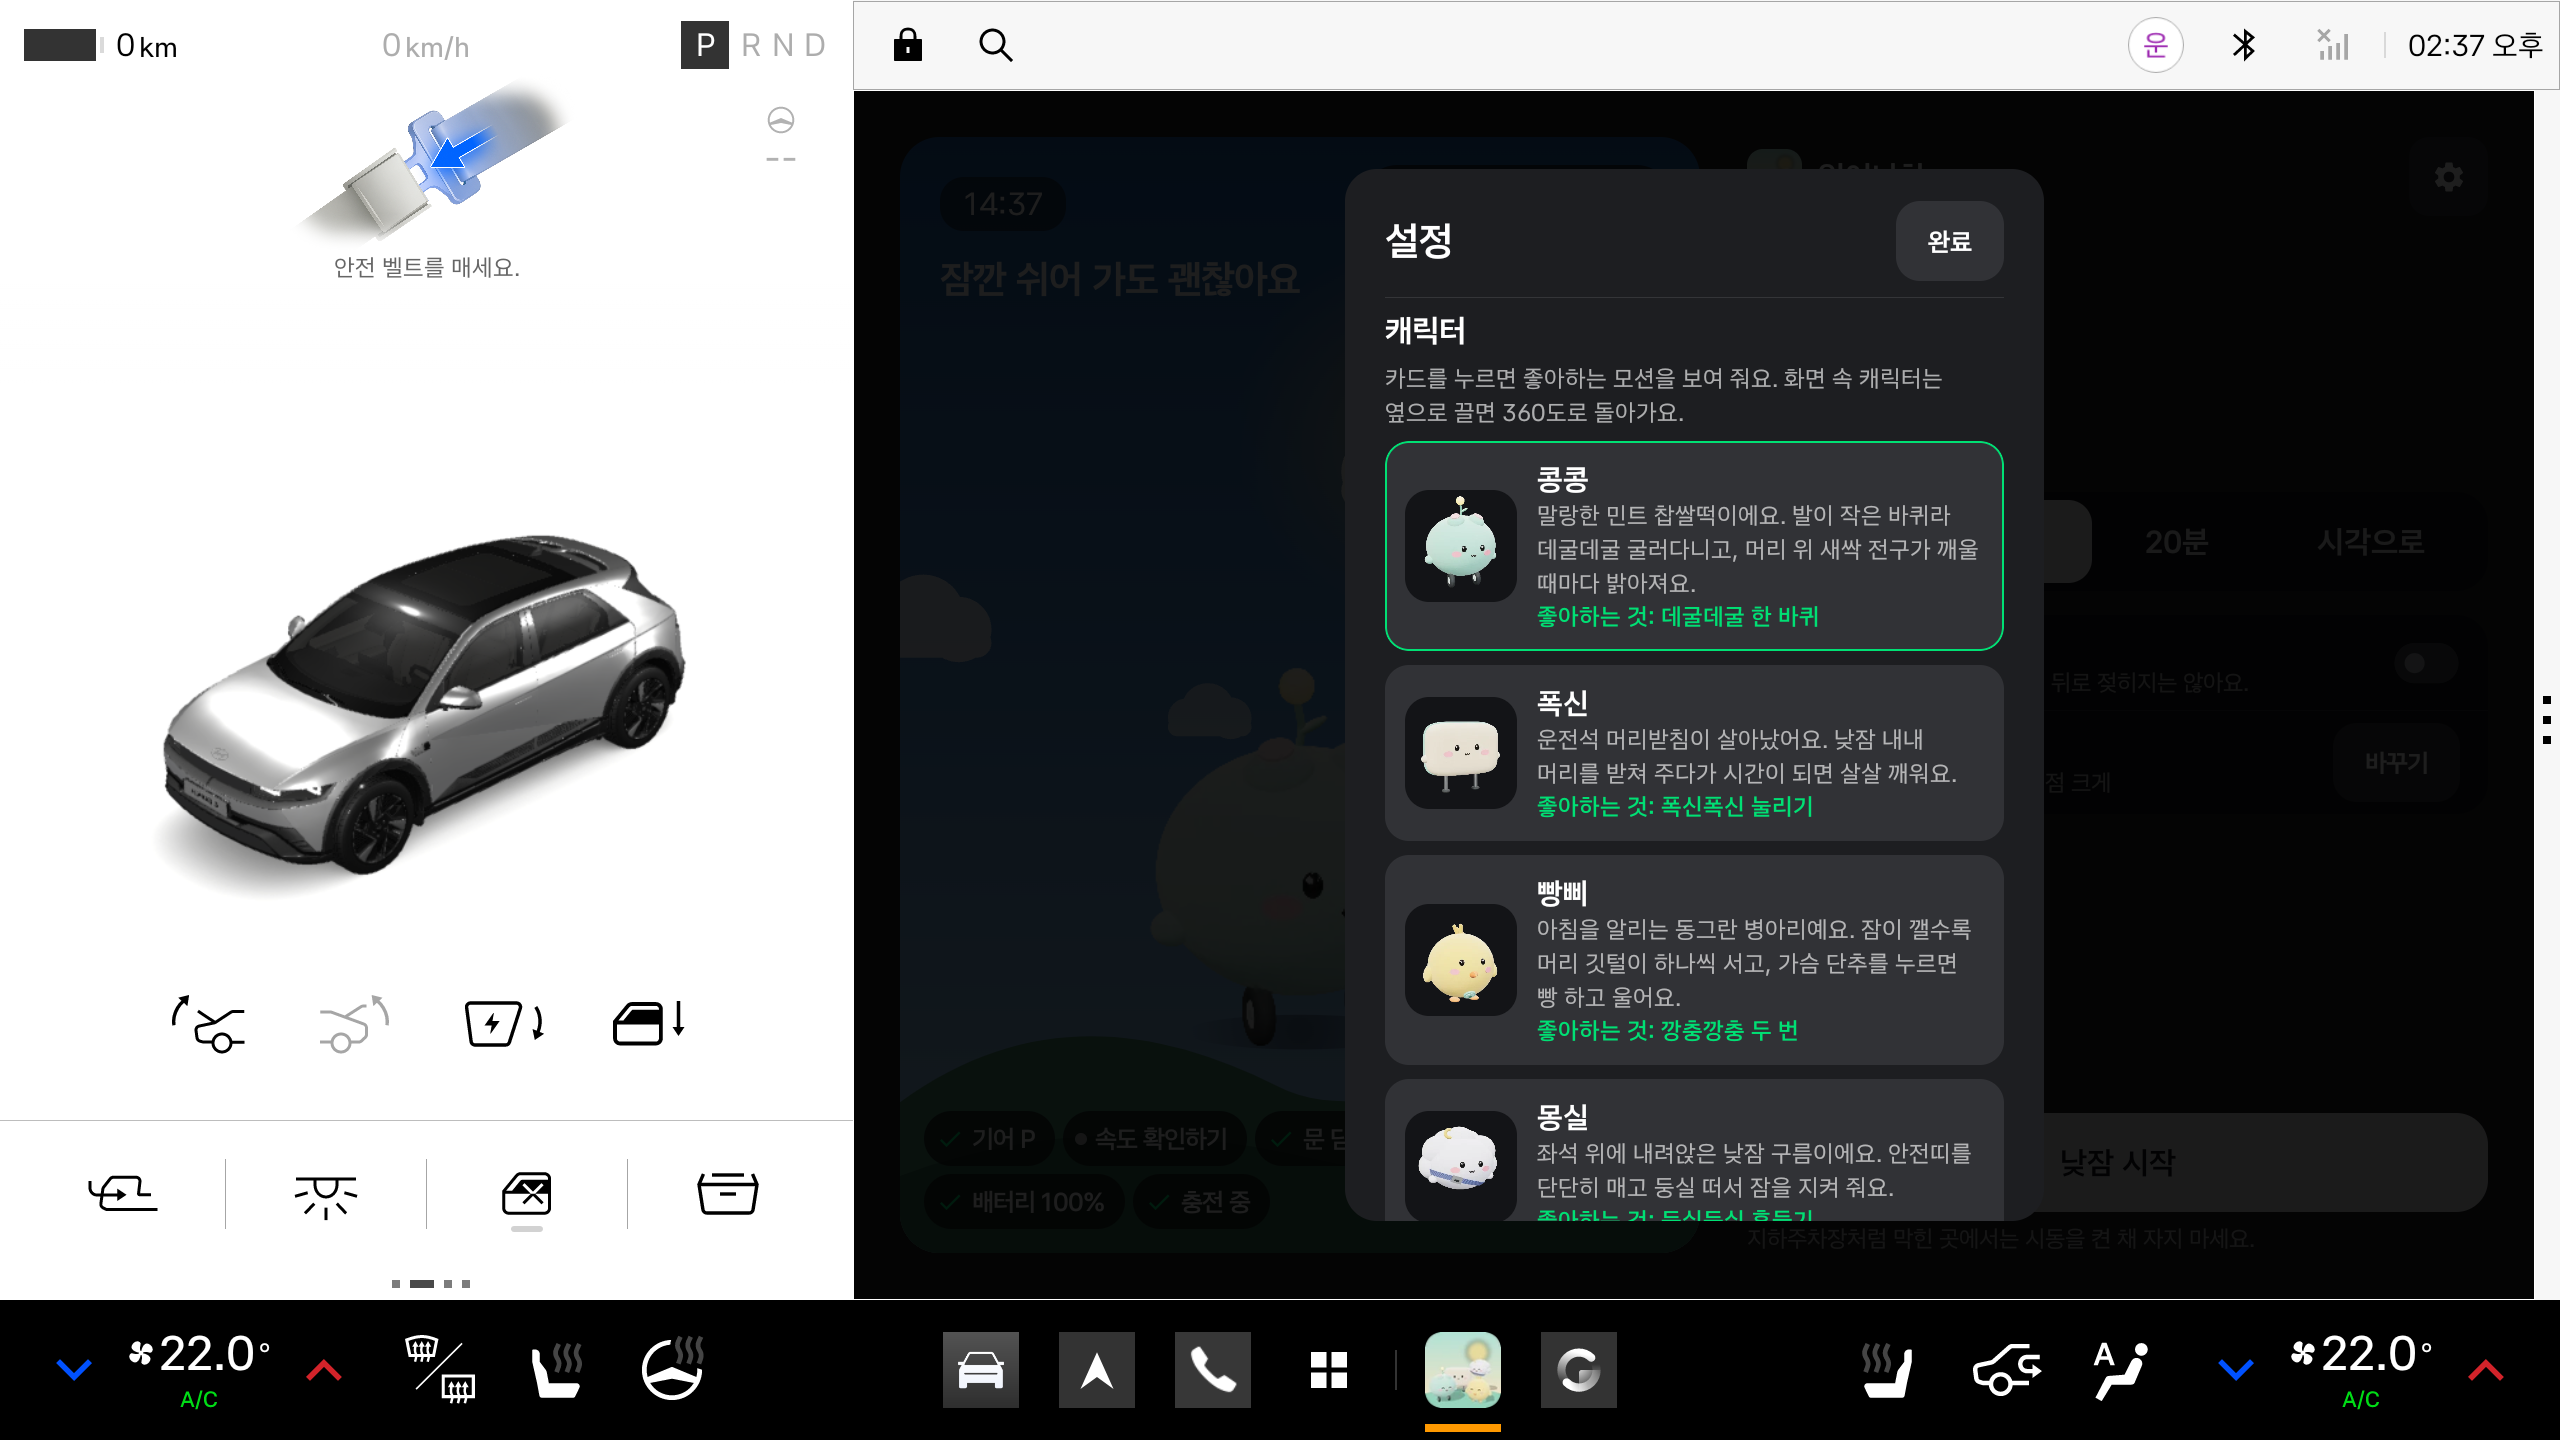 0 km
0 km/h
P R N D
운
02:37 오후
안전 벨트를 매세요.
14:37
잠깐 쉬어 가도 괜찮아요
설정
완료
캐릭터
카드를 누르면 좋아하는 모션을 보여 줘요. 화면 속 캐릭터는
옆으로 끌면 360도로 돌아가요.
콩콩
말랑한 민트 찹쌀떡이에요. 발이 작은 바퀴라
데굴데굴 굴러다니고, 머리 위 새싹 전구가 깨울
때마다 밝아져요.
좋아하는 것: 데굴데굴 한 바퀴
폭신
운전석 머리받침이 살아났어요. 낮잠 내내
머리를 받쳐 주다가 시간이 되면 살살 깨워요.
좋아하는 것: 폭신폭신 눌리기
빵삐
아침을 알리는 동그란 병아리예요. 잠이 깰수록
머리 깃털이 하나씩 서고, 가슴 단추를 누르면
빵 하고 울어요.
좋아하는 것: 깡충깡충 두 번
몽실
좌석 위에 내려앉은 낮잠 구름이에요. 안전띠를
단단히 매고 둥실 떠서 잠을 지켜 줘요.
좋아하는 것: 둥실둥실 흔들기
20분
시각으로
뒤로 젖히지는 않아요.
점 크게
바꾸기
기어 P
속도 확인하기
문
배터리 100%
충전 중
낮잠 시작
지하주차장처럼 막힌 곳에서는 시동을 켠 채 자지 마세요.
22.0°
A/C
A
22.0°
A/C